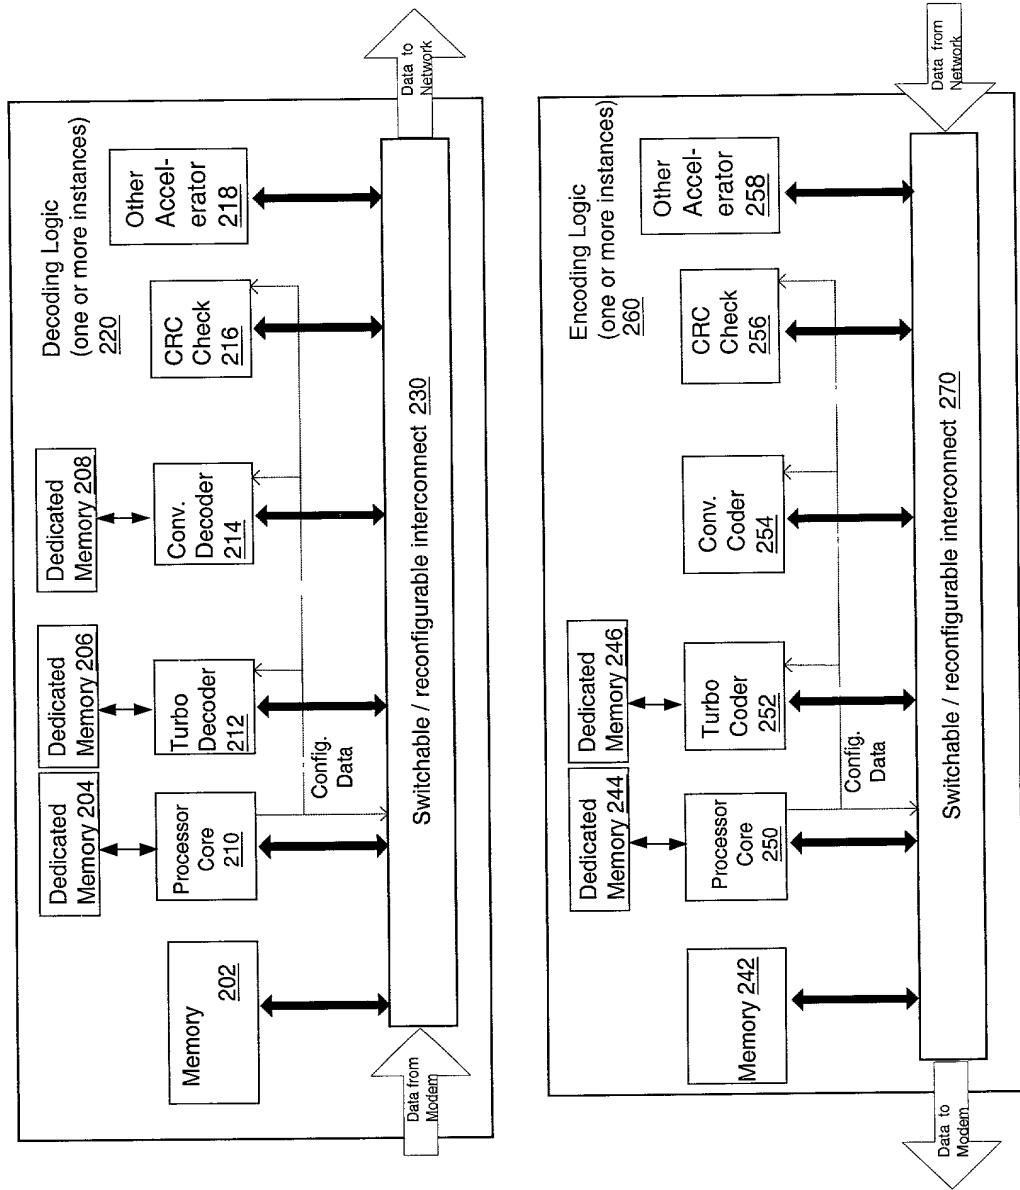 Decoding Logic
(one or more instances)
220
Dedicated
Memory 204
Dedicated
Memory 206
Dedicated
Memory 208
Memory
202
Processor
Core
210
Turbo
Decoder
212
Conv.
Decoder
214
CRC
Check
216
Other
Accel-
erator
218
Config.
Data
Switchable / reconfigurable interconnect 230
Data from
Modem
Data to
Network
Encoding Logic
(one or more instances)
260
Dedicated
Memory 244
Dedicated
Memory 246
Memory 242
Processor
Core
250
Turbo
Coder
252
Conv.
Coder
254
CRC
Check
256
Other
Accel-
erator
258
Config.
Data
Switchable / reconfigurable interconnect 270
Data to
Modem
Data from
Network